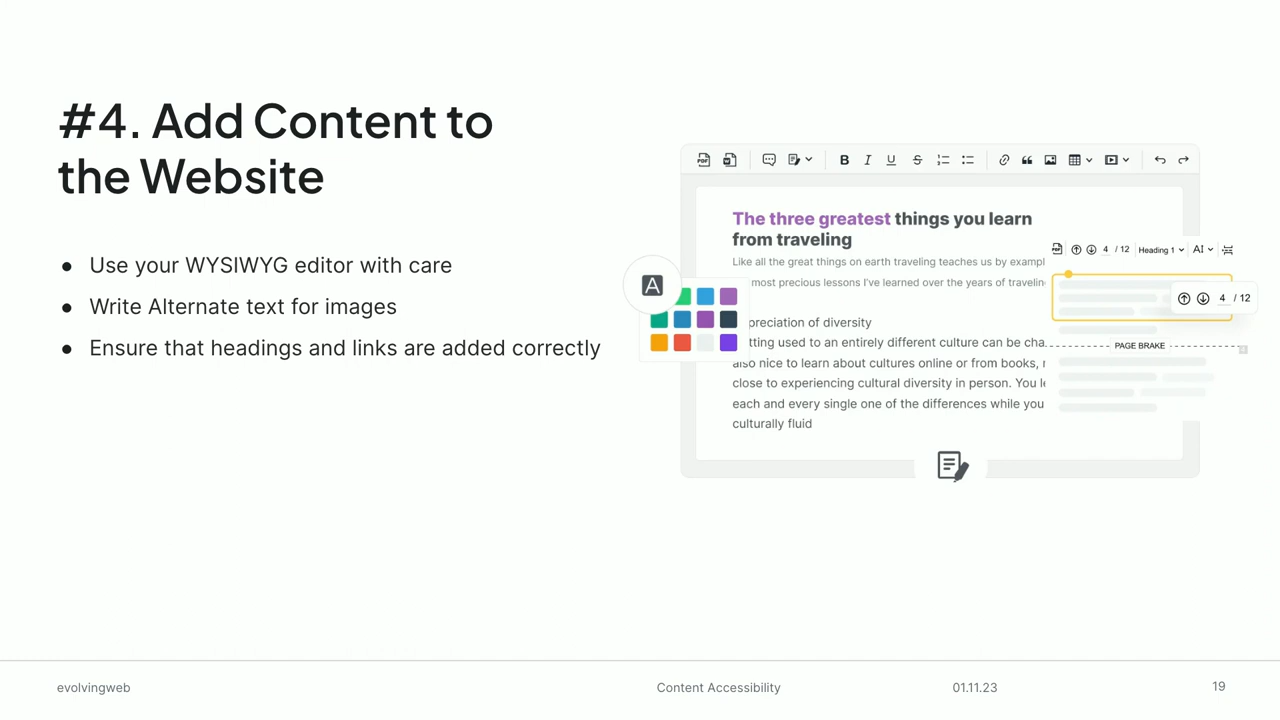 #4. Add Content to
the Website
● Use your WYSIWYG editor with care
● Write Alternate text for images
● Ensure that headings and links are added correctly
B I U S
The three greatest things you learn
from traveling
Like all the great things on earth traveling teaches us by exampl
most precious lessons I've learned over the years of travelin
preciation of diversity
tting used to an entirely different culture can be cha
also nice to learn about cultures online or from books,
close to experiencing cultural diversity in person. You le
each and every single one of the differences while you
culturally fluid
A
PDF 4 / 12 Heading 1 AI
4 / 12
PAGE BRAKE
evolvingweb
Content Accessibility
01.11.23
19